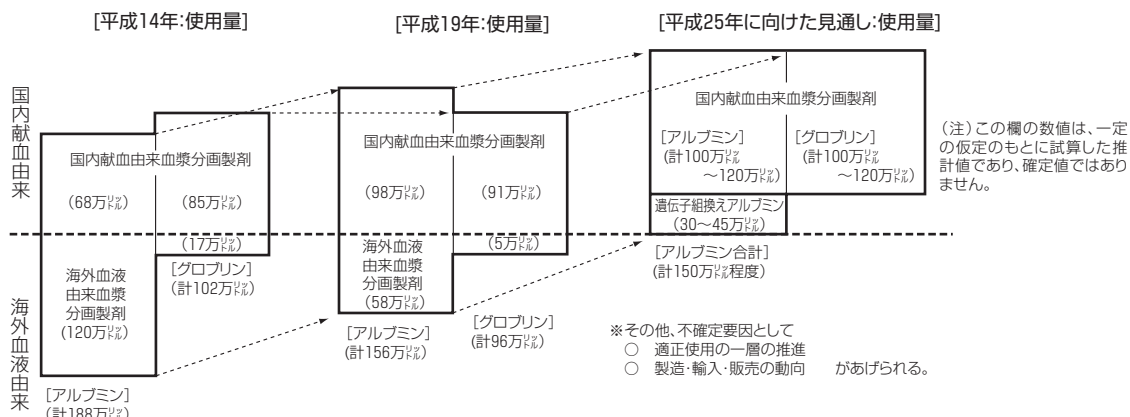 [平成14年:使用量]
[平成19年:使用量]
[平成25年に向けた見通し:使用量]
国内献血由来
海外血液由来
国内献血由来血漿分画製剤
(68万リットル)
(85万リットル)
(17万リットル)
海外血液
由来血漿
分画製剤
(120万リットル)
[グロブリン]
(計102万リットル)
[アルブミン]
(計188万リットル)
国内献血由来血漿分画製剤
(98万リットル)
(91万リットル)
(5万リットル)
海外血液
由来血漿
分画製剤
(58万リットル)
[アルブミン]
(計156万リットル)
[グロブリン]
(計96万リットル)
国内献血由来血漿分画製剤
[アルブミン]
(計100万リットル
~120万リットル)
[グロブリン]
(計100万リットル
~120万リットル)
遺伝子組換えアルブミン
(30~45万リットル)
[アルブミン合計]
(計150万リットル程度)
(注)この欄の数値は、一定
の仮定のもとに試算した推
計値であり、確定値ではあり
ません。
※その他、不確定要因として
○ 適正使用の一層の推進
○ 製造・輸入・販売の動向 があげられる。